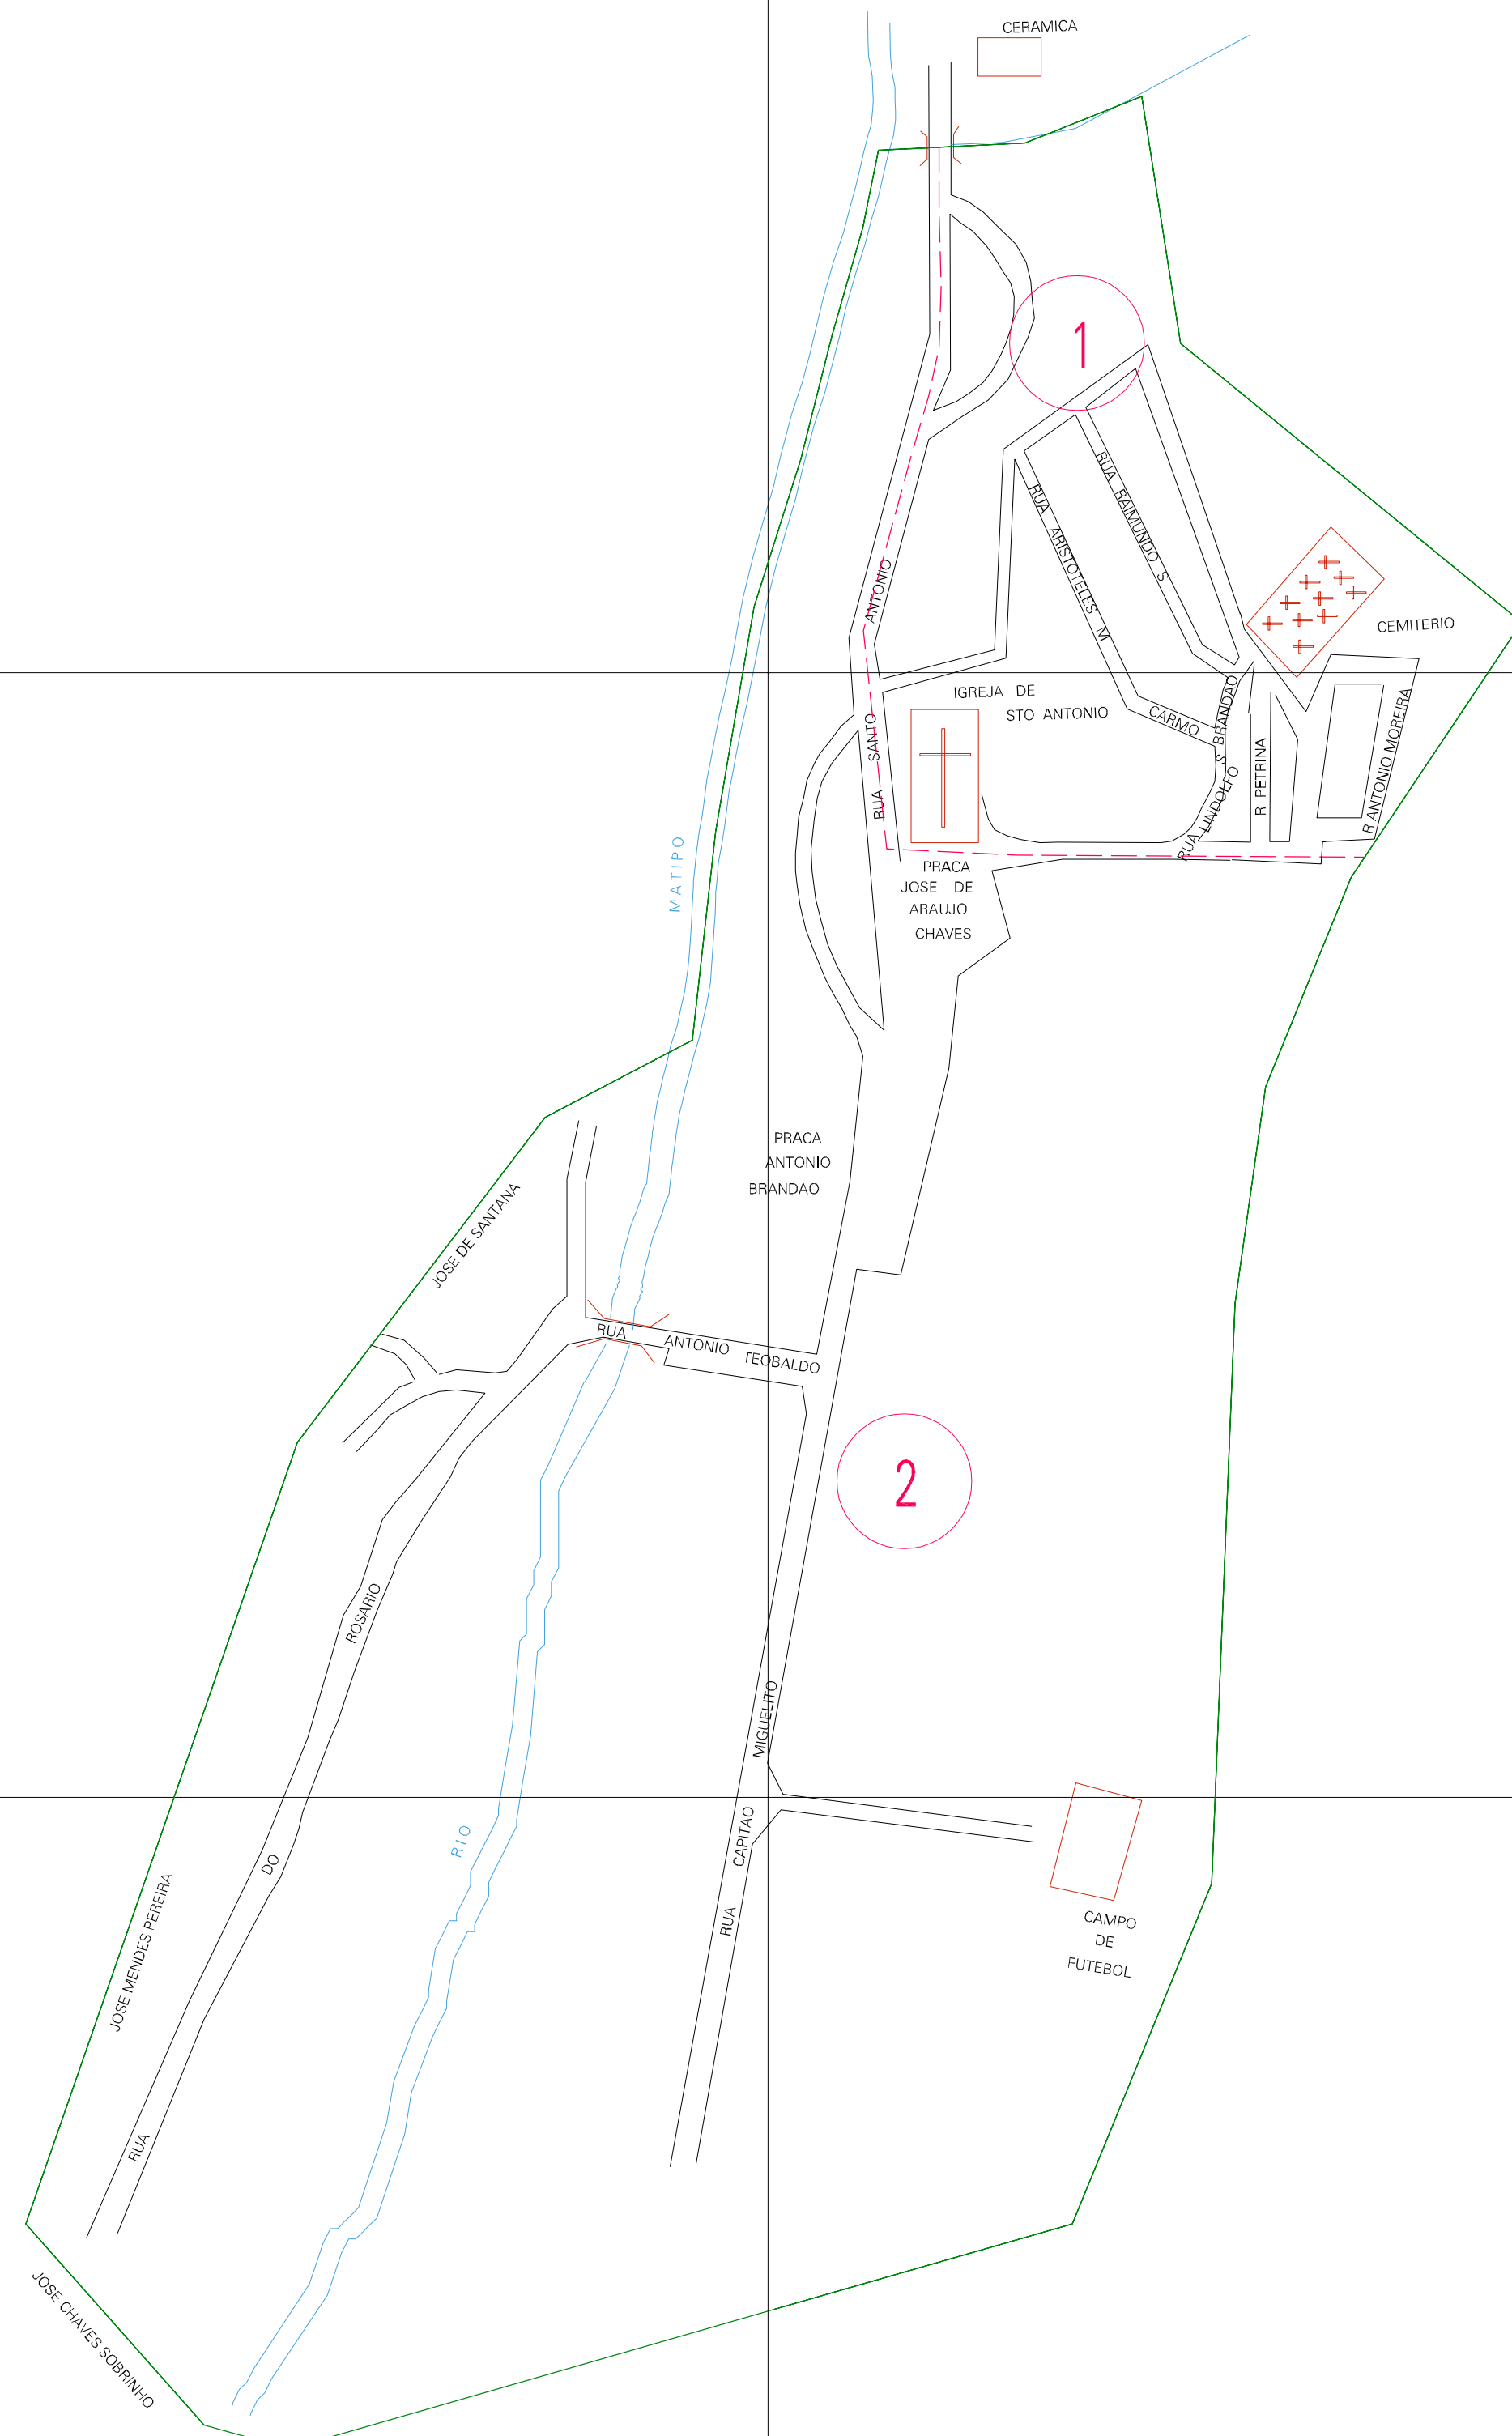 CERAMICA
1
RUA RAIMUNDO S
RUA ARISTOTELES M
CARMO
CEMITERIO
RUA SANTO ANTONIO
IGREJA DE
STO ANTONIO
RUA LINDOLFO S BRANDAO
R PETRINA
R ANTONIO MOREIRA
MATIPO
PRACA
JOSE DE
ARAUJO
CHAVES
PRACA
ANTONIO
BRANDAO
JOSE DE SANTANA
RUA ANTONIO TEOBALDO
2
ROSARIO
MIGUELITO
RIO
CAPITAO
DO
RUA
JOSE MENDES PEREIRA
CAMPO
DE
FUTEBOL
RUA
JOSE CHAVES SOBRINHO